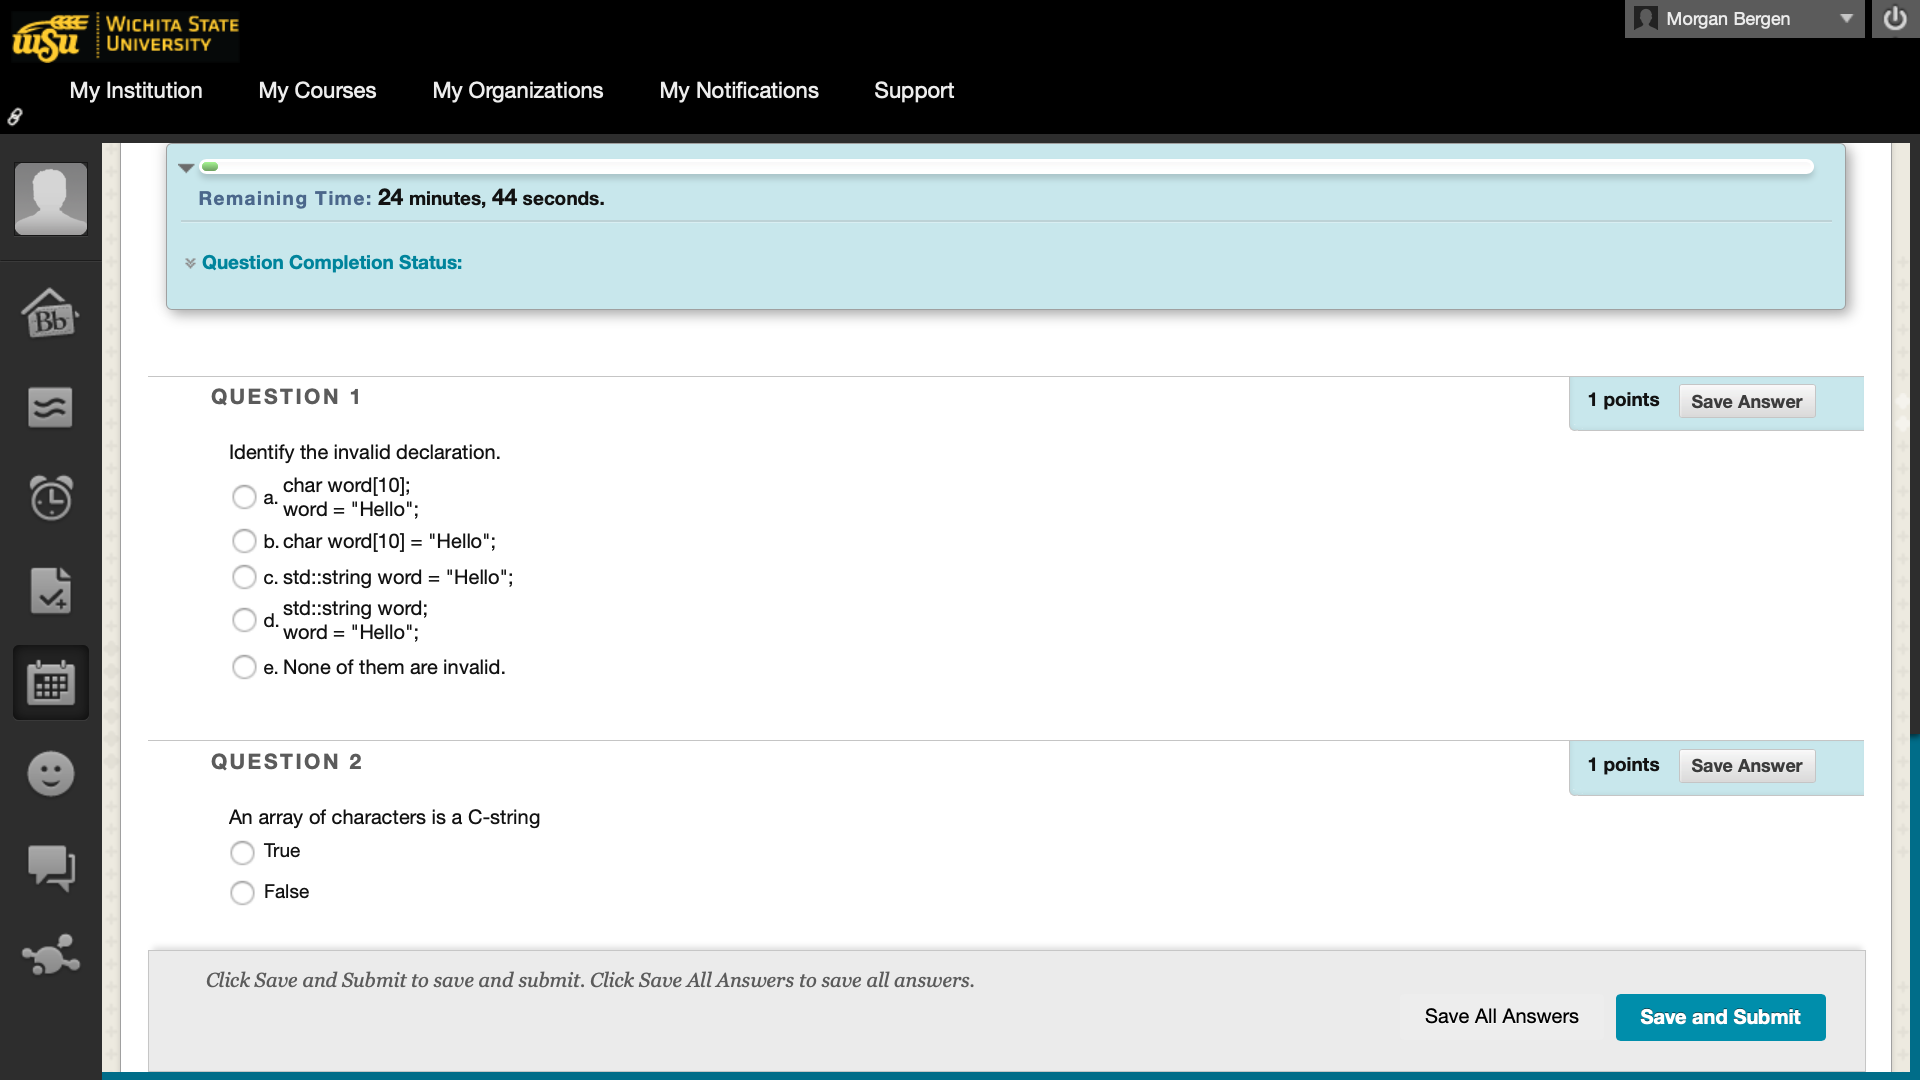 WSU WICHITA STATE UNIVERSITY
Morgan Bergen
My Institution My Courses My Organizations My Notifications Support
Remaining Time: 24 minutes, 44 seconds.
Question Completion Status:
Bb
QUESTION 1
1 points Save Answer
Identify the invalid declaration.
a. char word[10];
word = "Hello";
b. char word[10] = "Hello";
c. std::string word = "Hello";
d. std::string word;
word = "Hello";
e. None of them are invalid.
QUESTION 2
1 points Save Answer
An array of characters is a C-string
True
False
Click Save and Submit to save and submit. Click Save All Answers to save all answers.
Save All Answers Save and Submit